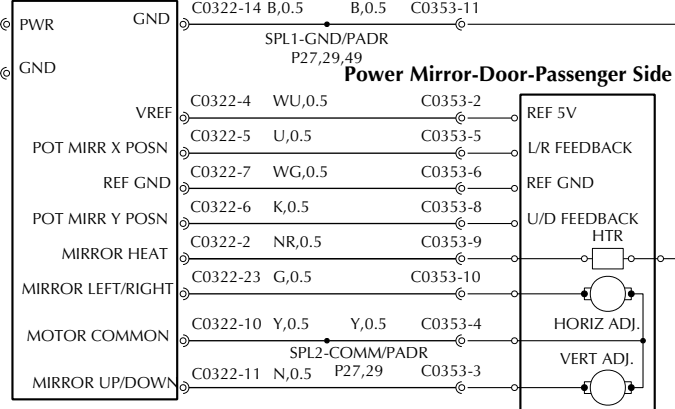 GND C0322-14 B,0.5 B,0.5 C0353-11
PWR
SPL1-GND/PADR
P27,29,49
GND
Power Mirror-Door-Passenger Side
VREF C0322-4 WU,0.5 C0353-2 REF 5V
POT MIRR X POSN C0322-5 U,0.5 C0353-5 L/R FEEDBACK
REF GND C0322-7 WG,0.5 C0353-6 REF GND
POT MIRR Y POSN C0322-6 K,0.5 C0353-8 U/D FEEDBACK
HTR
MIRROR HEAT C0322-2 NR,0.5 C0353-9
MIRROR LEFT/RIGHT C0322-23 G,0.5 C0353-10
HORIZ ADJ.
MOTOR COMMON C0322-10 Y,0.5 Y,0.5 C0353-4
SPL2-COMM/PADR
P27,29
VERT ADJ.
MIRROR UP/DOWN C0322-11 N,0.5 C0353-3